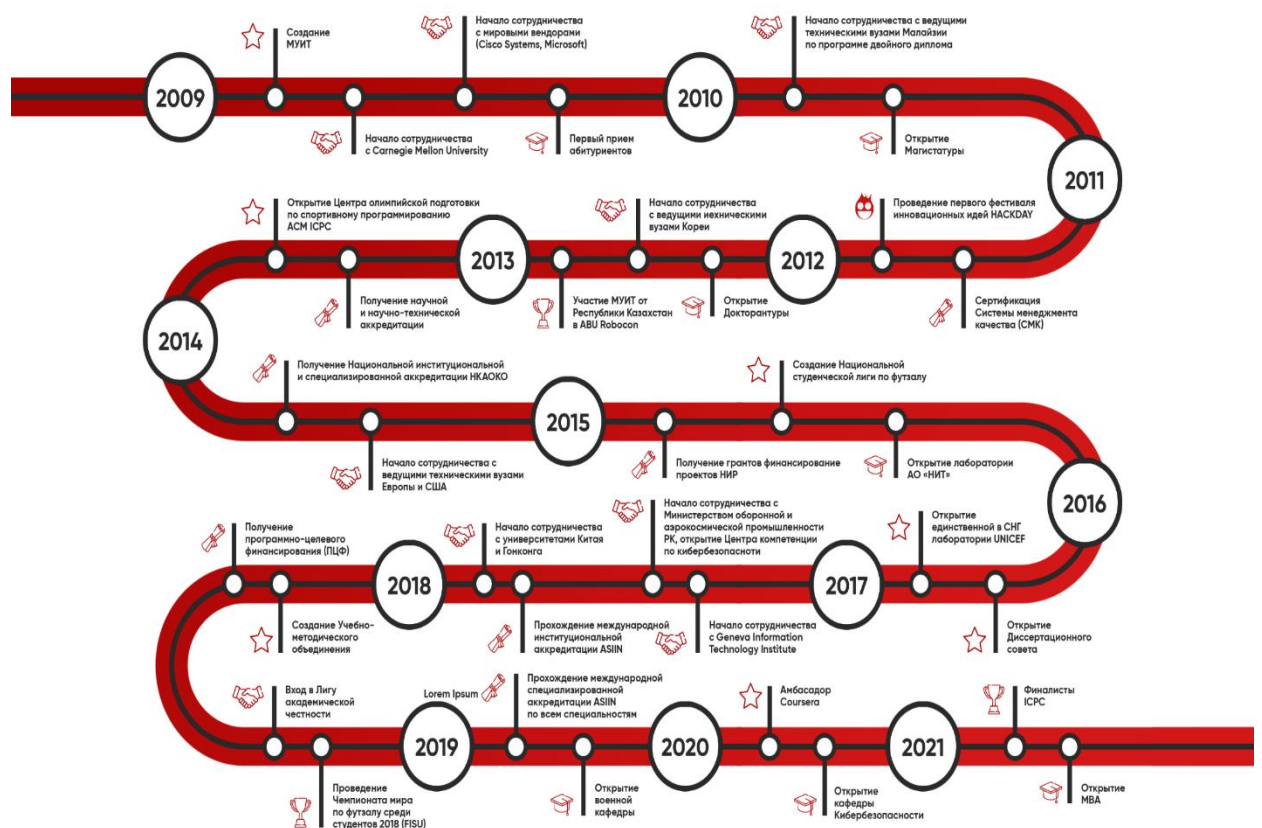 2009
Создание
МУИТ
Начало сотрудничества
с Carnegie Mellon University
Начало сотрудничества
с мировыми вендорами
(Cisco Systems, Microsoft)
Первый прием
абитуриентов
2010
Начало сотрудничества с ведущими
техническими вузами Малайзии
по программе двойного диплома
Открытие
Магистатуры
2011
Сертификация
Системы менеджмента
качества (СМК)
Проведение первого фестиваля
инновационных идей HACKDAY
2012
Открытие
Докторантуры
Начало сотрудничества
с ведущими иехническими
вузами Кореи
Участие МУИТ от
Республики Казахстан
в ABU Robocon
2013
Получение научной
и научно-технической
аккредитации
Открытие Центра олимпийской подготовки
по спортивному программированию
ACM ICPC
2014
Получение Национальной институциональной
и специализированной аккредитации НКАОКО
Начало сотрудничества с
ведущими техническими вузами
Европы и США
2015
Получение грантов финансирование
проектов НИР
Создание Национальной
студенческой лиги по футзалу
Открытие лаборатории
АО «НИТ»
2016
Открытие
Диссертационного
совета
Открытие
единственной в СНГ
лаборатории UNICEF
2017
Начало сотрудничества
с Geneva Information
Technology Institute
Начало сотрудничества с
Министерством оборонной и
аэрокосмической промышленности
РК, открытие Центра компетенции
по кибербезопасноти
Прохождение международной
институциональной
аккредитации ASIIN
Начало сотрудничества
с университетами Китая
и Гонконга
2018
Создание Учебно-
методического
объединения
Получение
программно-целевого
финансирования (ПЦФ)
Вход в Лигу
академической
честности
Проведение
Чемпионата мира
по футзалу среди
студентов 2018 (FISU)
2019
Lorem Ipsum
Прохождение международной
специализированной
аккредитации ASIIN
по всем специальностям
Открытие
военной
кафедры
2020
Амбасадор
Coursera
Открытие
кафедры
Кибербезопасности
2021
Финалисты
ICPC
Открытие
MBA